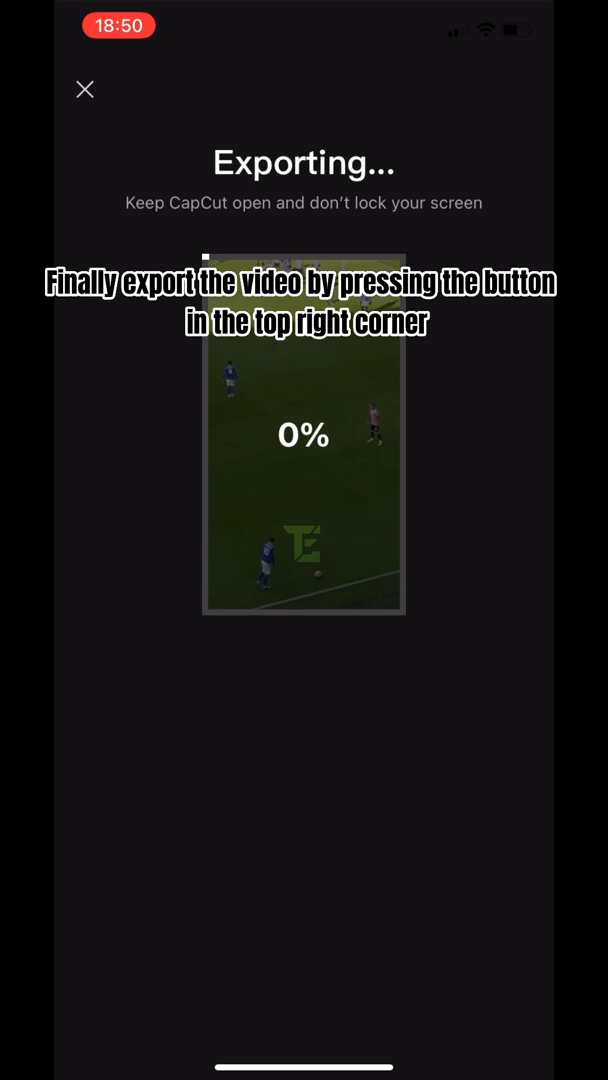 18:50
Exporting...
Keep CapCut open and don’t lock your screen
Finally export the video by pressing the button
in the top right corner
0%
TE